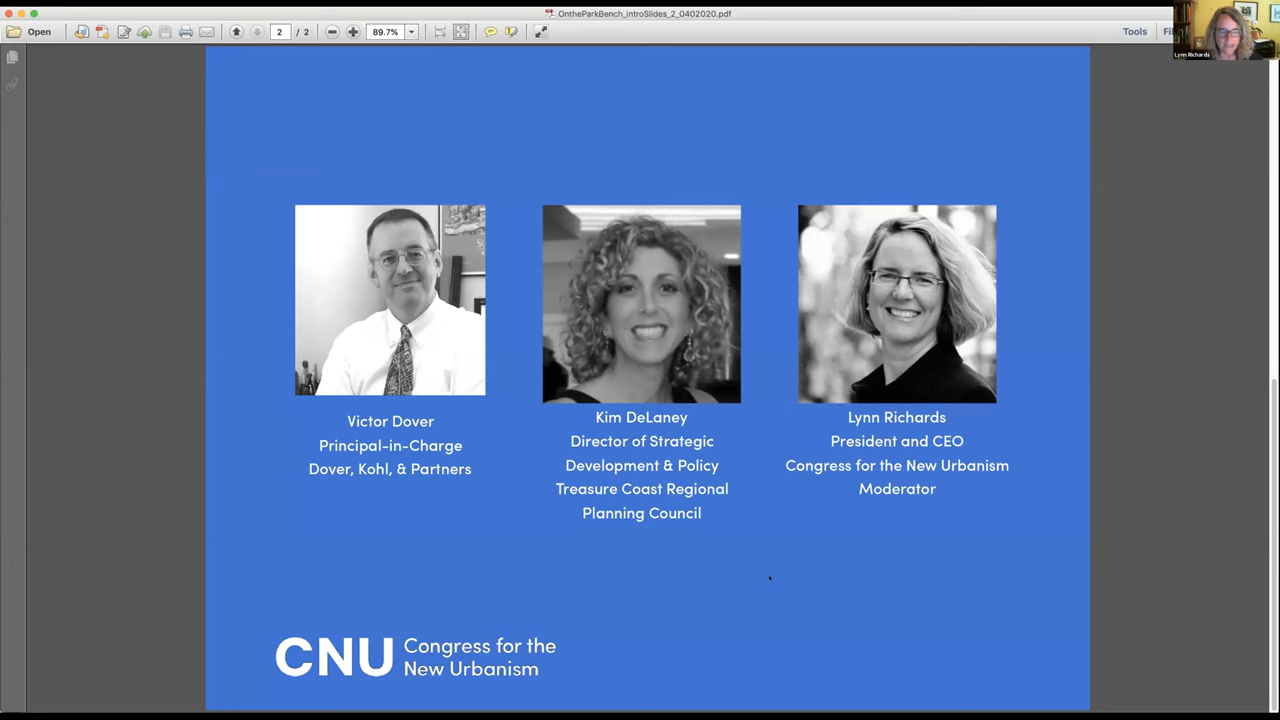 OntheParkBench_IntroSlides_2_0402020.pdf
Open
2 / 2
89.7%
Tools
Lynn Richards
Victor Dover
Principal-in-Charge
Dover, Kohl, & Partners
Kim DeLaney
Director of Strategic
Development & Policy
Treasure Coast Regional
Planning Council
Lynn Richards
President and CEO
Congress for the New Urbanism
Moderator
CNU
Congress for the
New Urbanism